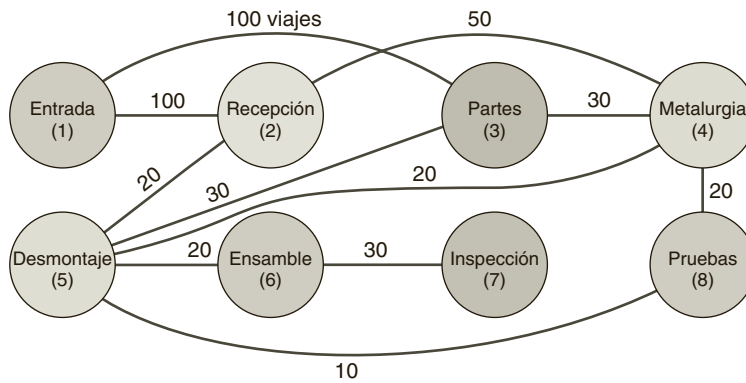 100 viajes
50
Entrada
(1)
100
Recepción
(2)
Partes
(3)
30
Metalurgia
(4)
20
30
20
20
Desmontaje
(5)
20
Ensamble
(6)
30
Inspección
(7)
Pruebas
(8)
10